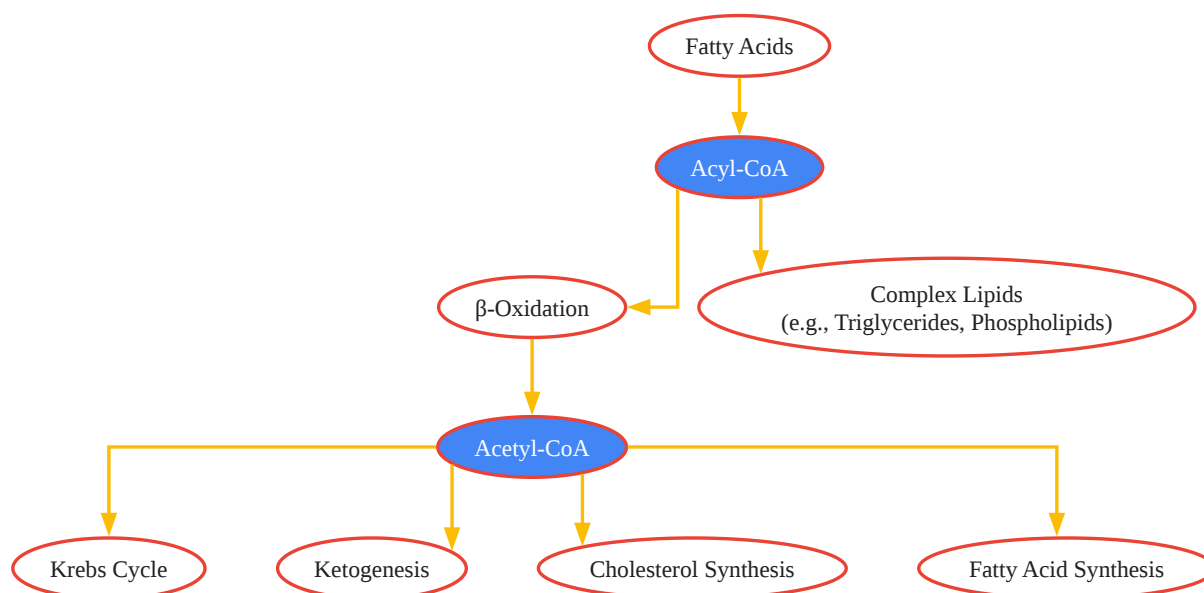 Fatty Acids
Acyl-CoA
β-Oxidation
Complex Lipids
(e.g., Triglycerides, Phospholipids)
Acetyl-CoA
Krebs Cycle
Ketogenesis
Cholesterol Synthesis
Fatty Acid Synthesis